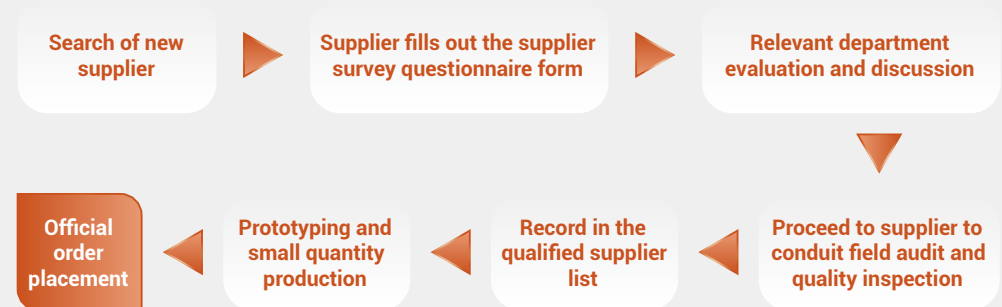 Search of new
supplier
Supplier fills out the supplier
survey questionnaire form
Relevant department
evaluation and discussion
Proceed to supplier to
conduit field audit and
quality inspection
Record in the
qualified supplier
list
Prototyping and
small quantity
production
Official
order
placement